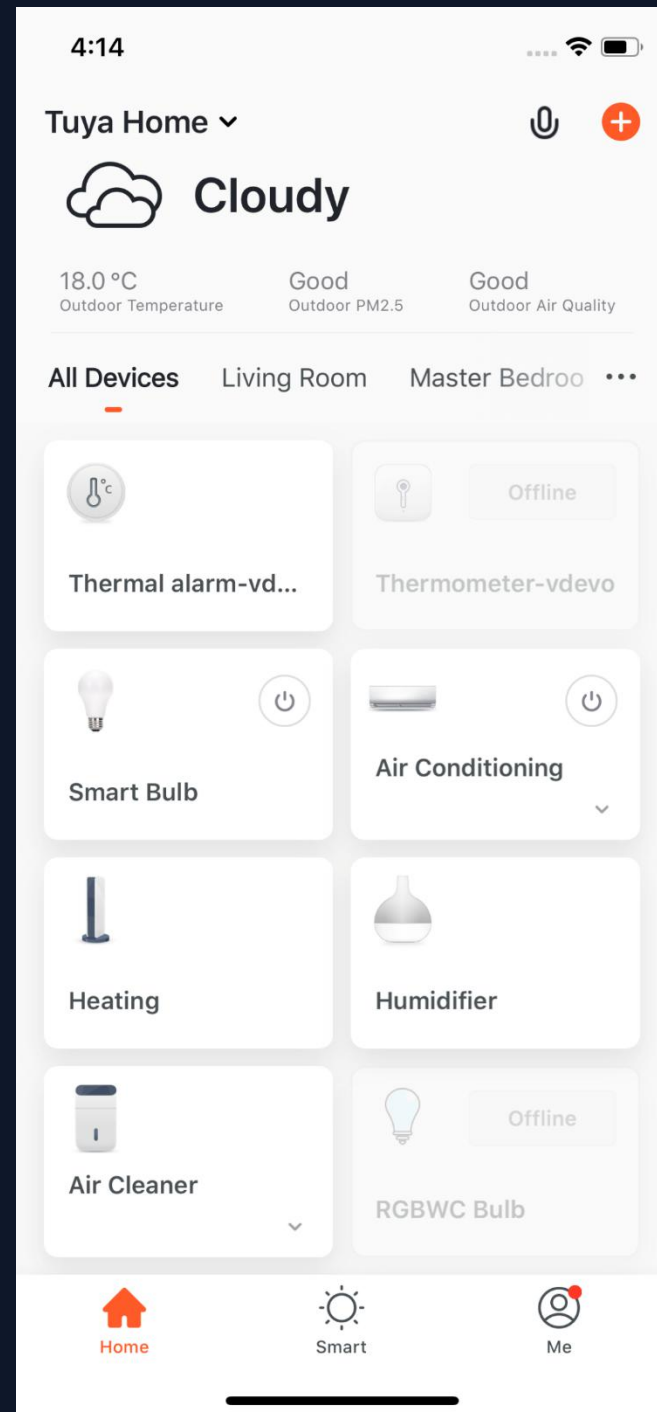 4:14
Tuya Home
Cloudy
18.0 °C Good Good
Outdoor Temperature Outdoor PM2.5 Outdoor Air Quality
All Devices Living Room Master Bedroo ...
°C
Offline
Thermal alarm-vd... Thermometer-vdevo
Smart Bulb
Air Conditioning
Heating Humidifier
Offline
Air Cleaner
RGBWC Bulb
Home Smart Me